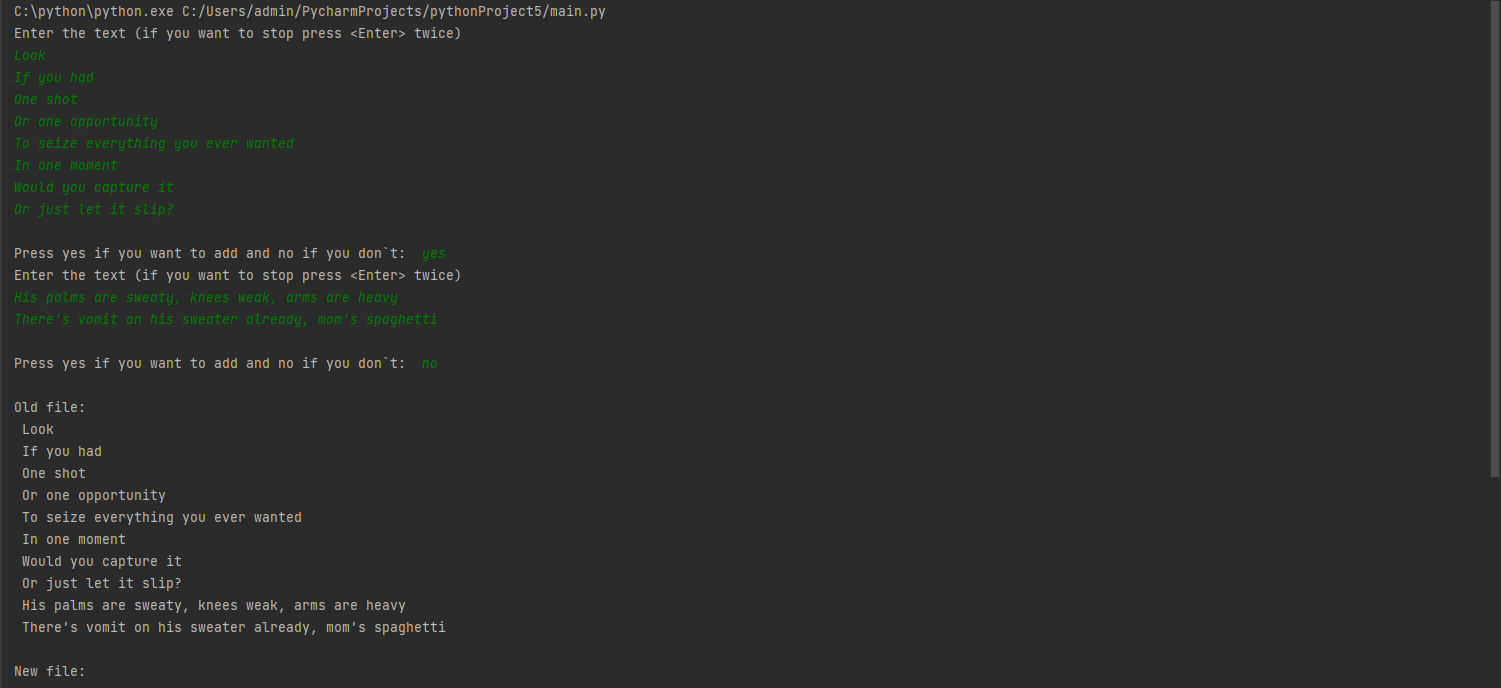 C:\python\python.exe C:/Users/admin/PycharmProjects/pythonProject5/main.py
Enter the text (if you want to stop press <Enter> twice)
Look
If you had
One shot
Or one opportunity
To seize everything you ever wanted
In one moment
Would you capture it
Or just let it slip?
Press yes if you want to add and no if you don`t:  yes
Enter the text (if you want to stop press <Enter> twice)
His palms are sweaty, knees weak, arms are heavy
There's vomit on his sweater already, mom's spaghetti
Press yes if you want to add and no if you don`t:  no
Old file:
Look
If you had
One shot
Or one opportunity
To seize everything you ever wanted
In one moment
Would you capture it
Or just let it slip?
His palms are sweaty, knees weak, arms are heavy
There's vomit on his sweater already, mom's spaghetti
New file: